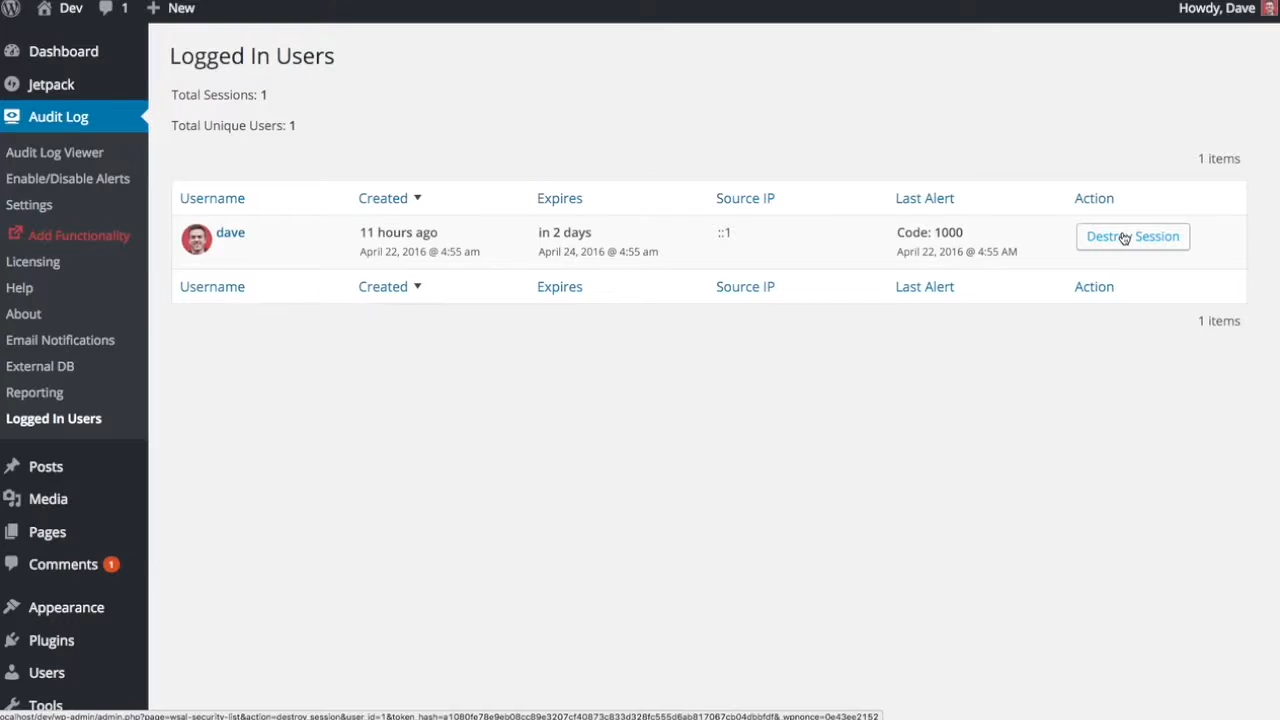 Dev 1 New Howdy, Dave
Dashboard
Jetpack
Audit Log
Audit Log Viewer
Enable/Disable Alerts
Settings
Add Functionality
Licensing
Help
About
Email Notifications
External DB
Reporting
Logged In Users
Posts
Media
Pages
Comments 1
Appearance
Plugins
Users
Tools
Logged In Users
Total Sessions: 1
Total Unique Users: 1
1 items
Username Created Expires Source IP Last Alert Action
dave 11 hours ago in 2 days ::1 Code: 1000 Destroy Session
April 22, 2016 @ 4:55 am April 24, 2016 @ 4:55 am April 22, 2016 @ 4:55 AM
Username Created Expires Source IP Last Alert Action
1 items